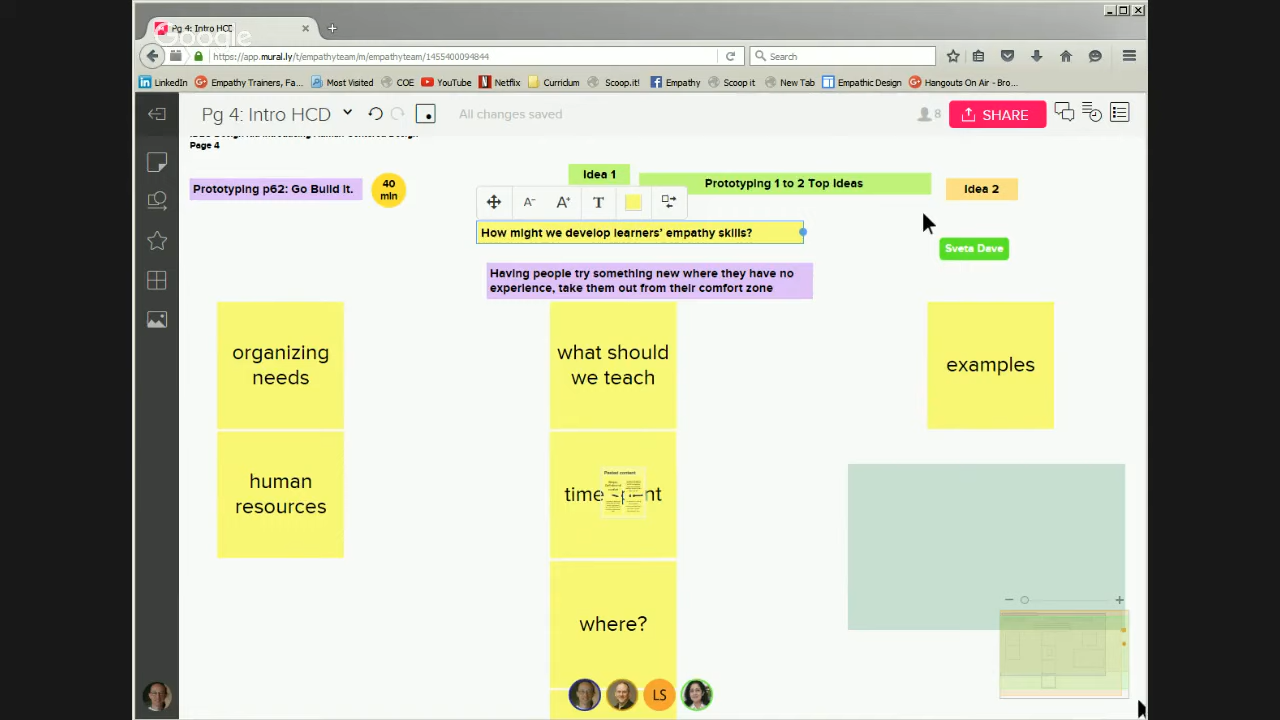 Pg 4: Intro HCD
Google
https://app.mural.ly/t/empathyteam/m/empathyteam/1455400094844
Search
LinkedIn
Empathy Trainers, Fa...
Most Visited
COE
YouTube
Netflix
Curriclum
Scoop.it!
Empathy
Scoop it
New Tab
Empathic Design
Hangouts On Air - Bro...
Pg 4: Intro HCD
All changes saved
8
SHARE
Page 4
Prototyping p62: Go Build It.
40
min
Idea 1
Prototyping 1 to 2 Top Ideas
Idea 2
A-
A+
T
How might we develop learners’ empathy skills?
Sveta Dave
Having people try something new where they have no
experience, take them out from their comfort zone
organizing
needs
what should
we teach
examples
human
resources
time spent
Pasted content
where?
LS